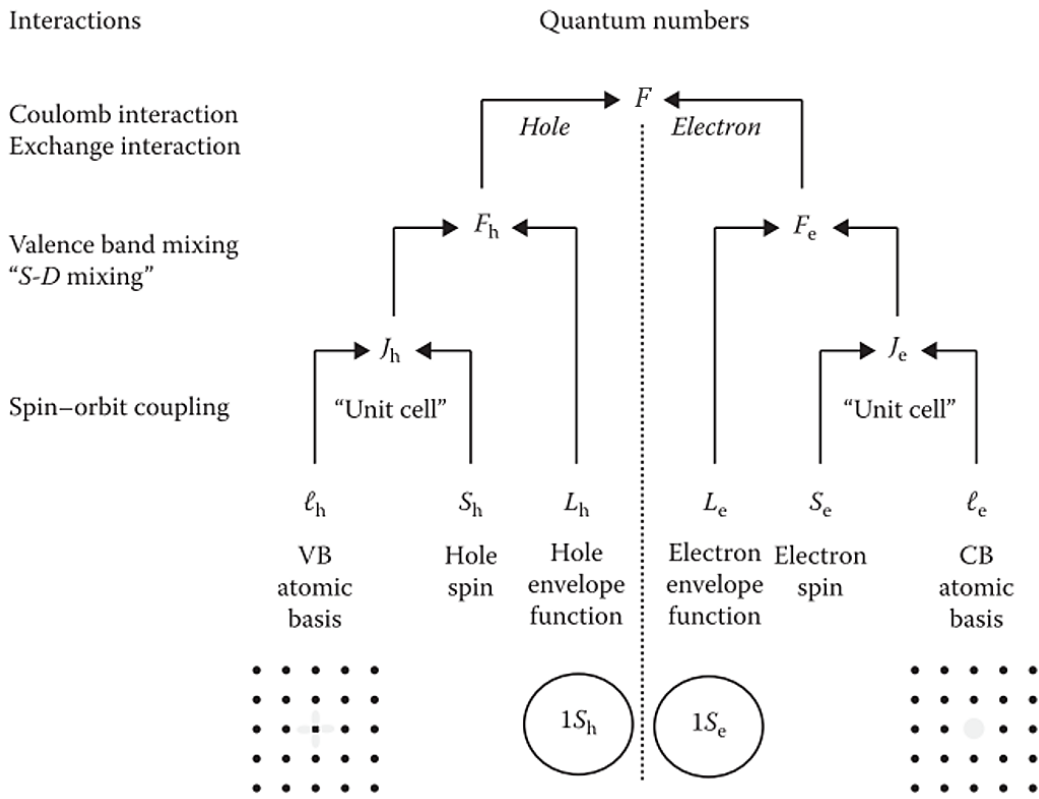 Interactions
Quantum numbers
Coulomb interaction
Exchange interaction
F
Hole
Electron
Valence band mixing
“S-D mixing”
Fh
Fe
Jh
Je
Spin–orbit coupling
“Unit cell”
“Unit cell”
ℓh
Sh
Lh
Le
Se
ℓe
VB
atomic
basis
Hole
spin
Hole
envelope
function
Electron
envelope
function
Electron
spin
CB
atomic
basis
1Sh
1Se